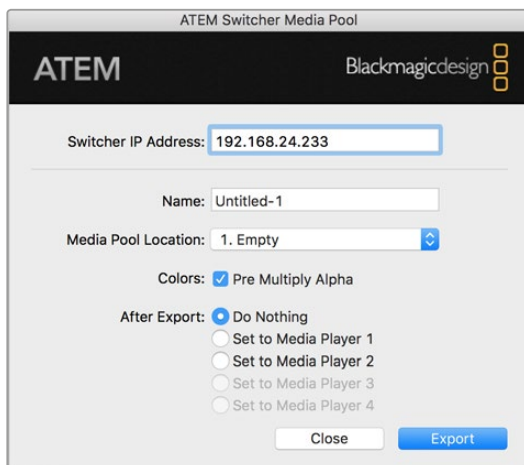 ATEM Switcher Media Pool
ATEM
Blackmagicdesign
Switcher IP Address: 192.168.24.233
Name: Untitled-1
Media Pool Location: 1. Empty
Colors: Pre Multiply Alpha
After Export: Do Nothing
Set to Media Player 1
Set to Media Player 2
Set to Media Player 3
Set to Media Player 4
Close Export